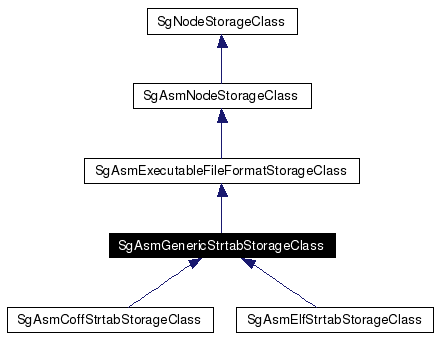 SgNodeStorageClass
SgAsmNodeStorageClass
SgAsmExecutableFileFormatStorageClass
SgAsmGenericStrtabStorageClass
SgAsmCoffStrtabStorageClass
SgAsmElfStrtabStorageClass